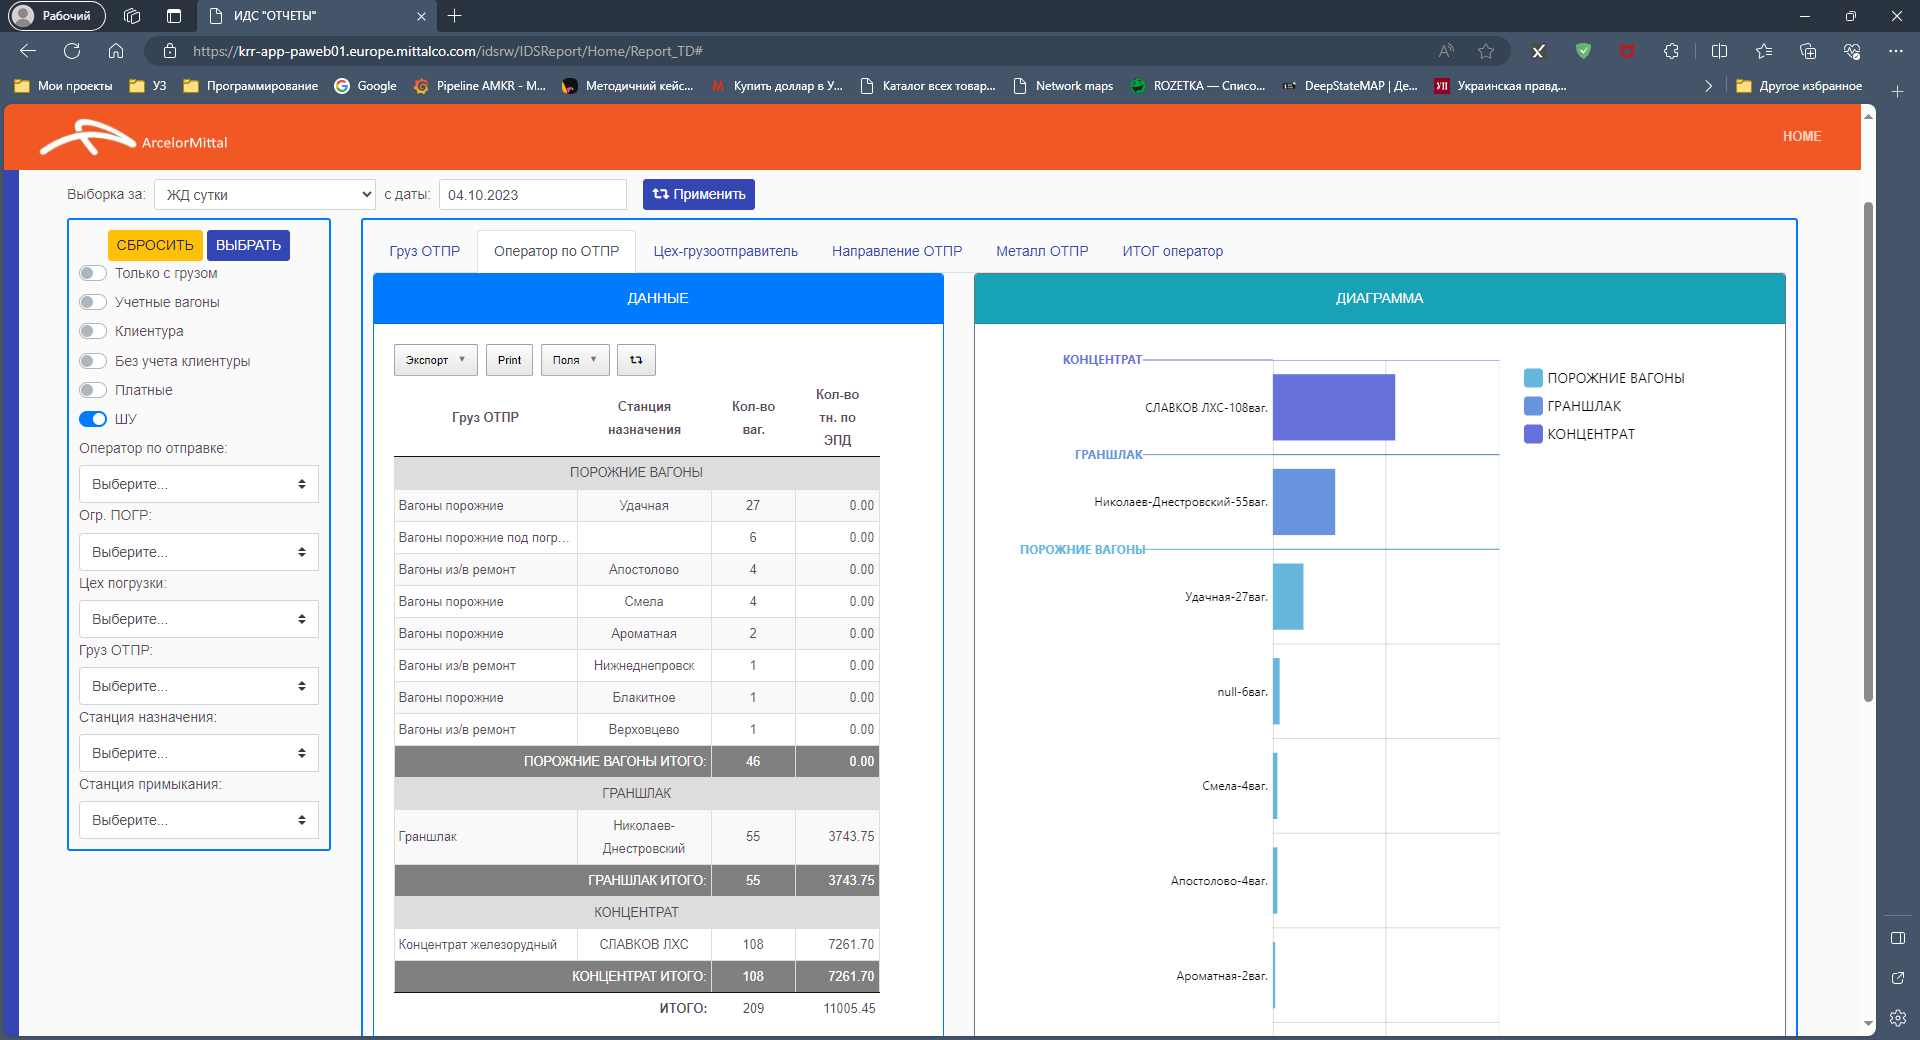 Рабочий
ИДС "ОТЧЕТЫ"
https://krr-app-paweb01.europe.mittalco.com/idsrw/IDSReport/Home/Report_TD#
Мои проекты
УЗ
Программирование
Google
Pipeline AMKR - M...
Методичний кейс...
Купить доллар в У...
Каталог всех товар...
Network maps
ROZETKA — Списо...
DeepStateMAP | Де...
Украинская правд...
Другое избранное
ArcelorMittal
HOME
Выборка за:
ЖД сутки
с даты:
04.10.2023
Применить
СБРОСИТЬ
ВЫБРАТЬ
Только с грузом
Учетные вагоны
Клиентура
Без учета клиентуры
Платные
ШУ
Оператор по отправке:
Выберите...
Огр. ПОГР:
Выберите...
Цех погрузки:
Выберите...
Груз ОТПР:
Выберите...
Станция назначения:
Выберите...
Станция примыкания:
Выберите...
Груз ОТПР
Оператор по ОТПР
Цех-грузоотправитель
Направление ОТПР
Металл ОТПР
ИТОГ оператор
ДАННЫЕ
Экспорт
Print
Поля
Груз ОТПР
Станция назначения
Кол-во ваг.
Кол-во тн. по ЭПД
ПОРОЖНИЕ ВАГОНЫ
Вагоны порожние Удачная 27 0.00
Вагоны порожние под погр... 6 0.00
Вагоны из/в ремонт Апостолово 4 0.00
Вагоны порожние Смела 4 0.00
Вагоны порожние Ароматная 2 0.00
Вагоны из/в ремонт Нижнеднепровск 1 0.00
Вагоны порожние Блакитное 1 0.00
Вагоны из/в ремонт Верховцево 1 0.00
ПОРОЖНИЕ ВАГОНЫ ИТОГО: 46 0.00
ГРАНШЛАК
Граншлак Николаев-Днестровский 55 3743.75
ГРАНШЛАК ИТОГО: 55 3743.75
КОНЦЕНТРАТ
Концентрат железорудный СЛАВКОВ ЛХС 108 7261.70
КОНЦЕНТРАТ ИТОГО: 108 7261.70
ИТОГО: 209 11005.45
ДИАГРАММА
КОНЦЕНТРАТ
СЛАВКОВ ЛХС-108ваг.
ГРАНШЛАК
Николаев-Днестровский-55ваг.
ПОРОЖНИЕ ВАГОНЫ
Удачная-27ваг.
null-6ваг.
Смела-4ваг.
Апостолово-4ваг.
Ароматная-2ваг.
ПОРОЖНИЕ ВАГОНЫ
ГРАНШЛАК
КОНЦЕНТРАТ